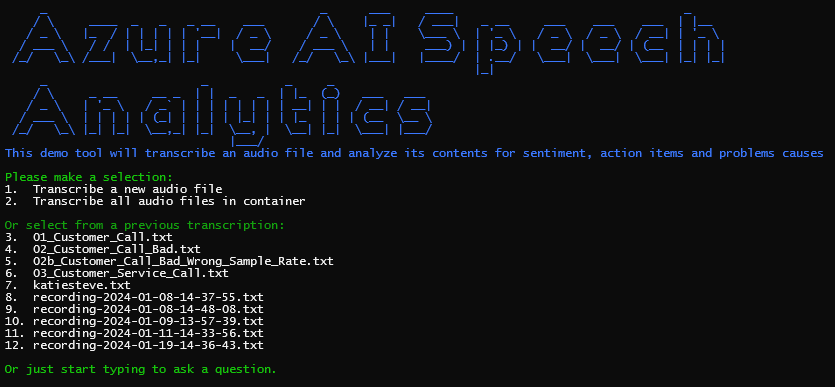 Azure AI Speech
Analytics
This demo tool will transcribe an audio file and analyze its contents for sentiment, action items and problems causes
Please make a selection:
1. Transcribe a new audio file
2. Transcribe all audio files in container
Or select from a previous transcription:
3. 01_Customer_Call.txt
4. 02_Customer_Call_Bad.txt
5. 02b_Customer_Call_Bad_Wrong_Sample_Rate.txt
6. 03_Customer_Service_Call.txt
7. katiesteve.txt
8. recording-2024-01-08-14-37-55.txt
9. recording-2024-01-08-14-48-08.txt
10. recording-2024-01-09-13-57-39.txt
11. recording-2024-01-11-14-33-56.txt
12. recording-2024-01-19-14-36-43.txt
Or just start typing to ask a question.